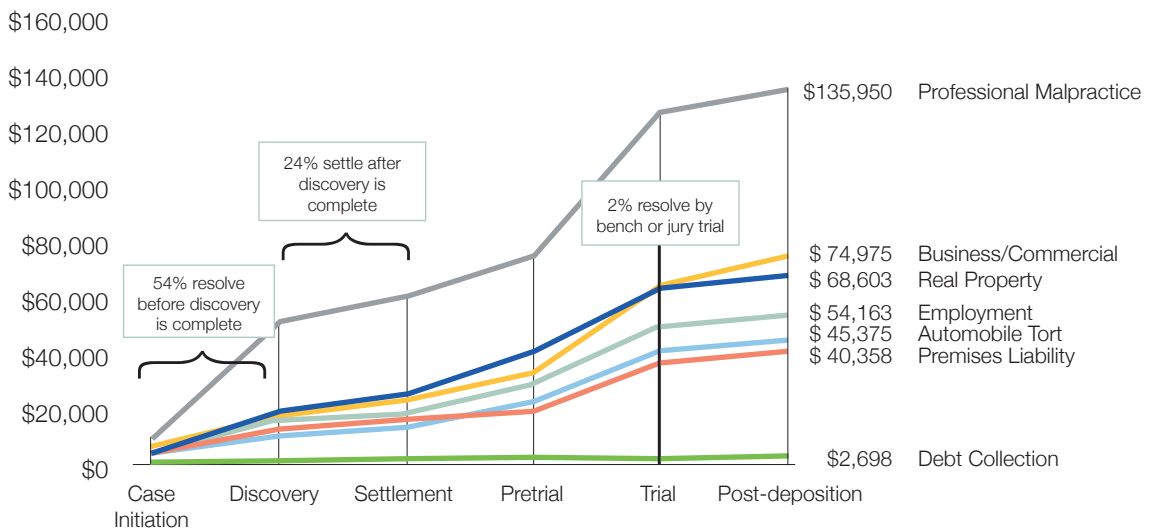 $160,000
$140,000
$120,000
$100,000
$80,000
$60,000
$40,000
$20,000
$0
54% resolve
before discovery
is complete
24% settle after
discovery is
complete
2% resolve by
bench or jury trial
$135,950 Professional Malpractice
$ 74,975 Business/Commercial
$ 68,603 Real Property
$ 54,163 Employment
$ 45,375 Automobile Tort
$ 40,358 Premises Liability
$2,698 Debt Collection
Case
Initiation
Discovery
Settlement
Pretrial
Trial
Post-deposition